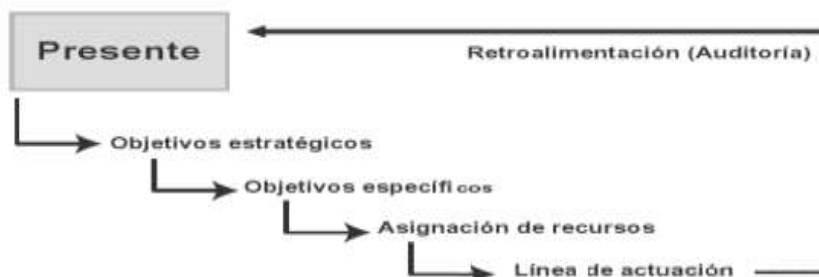 Presente
Retroalimentación (Auditoría)
Objetivos estratégicos
Objetivos específicos
Asignación de recursos
Línea de actuación